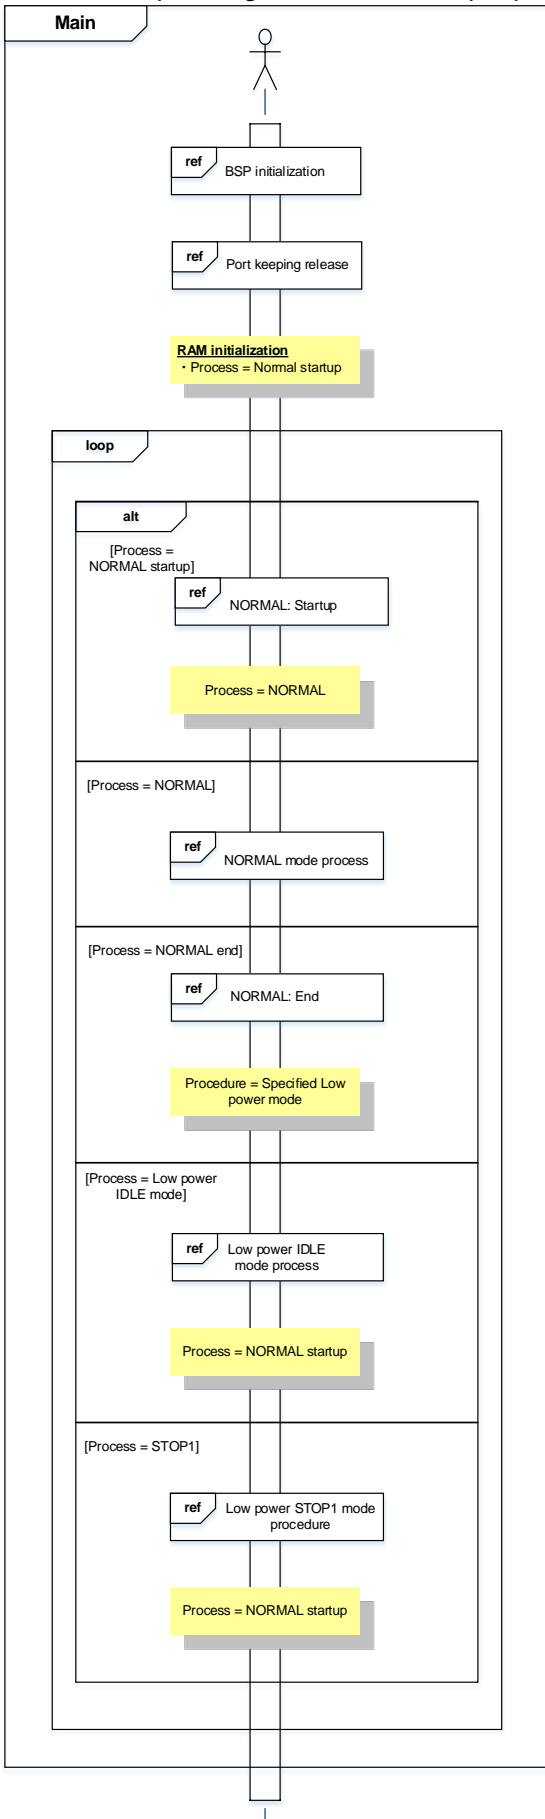 Main
ref
BSP initialization
ref
Port keeping release
RAM initialization
・Process = Normal startup
loop
alt
[Process =
NORMAL startup]
ref
NORMAL: Startup
Process = NORMAL
[Process = NORMAL]
ref
NORMAL mode process
[Process = NORMAL end]
ref
NORMAL: End
Procedure = Specified Low
power mode
[Process = Low power
IDLE mode]
ref
Low power IDLE
mode process
Process = NORMAL startup
[Process = STOP1]
ref
Low power STOP1 mode
procedure
Process = NORMAL startup